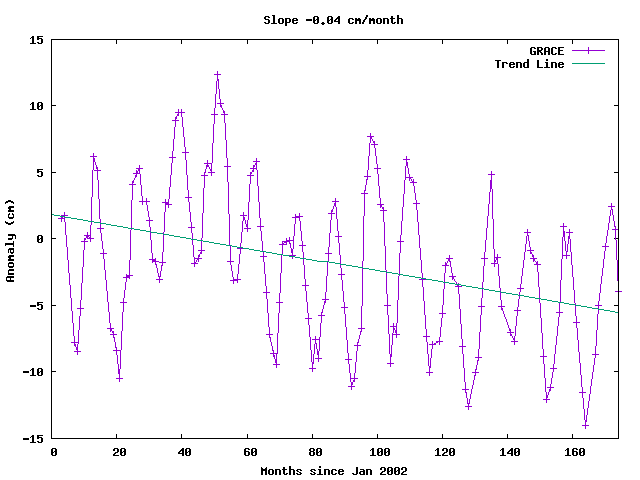 Slope -0.04 cm/month
GRACE
Trend Line
Anomaly (cm)
15
10
5
0
-5
-10
-15
0 20 40 60 80 100 120 140 160
Months since Jan 2002